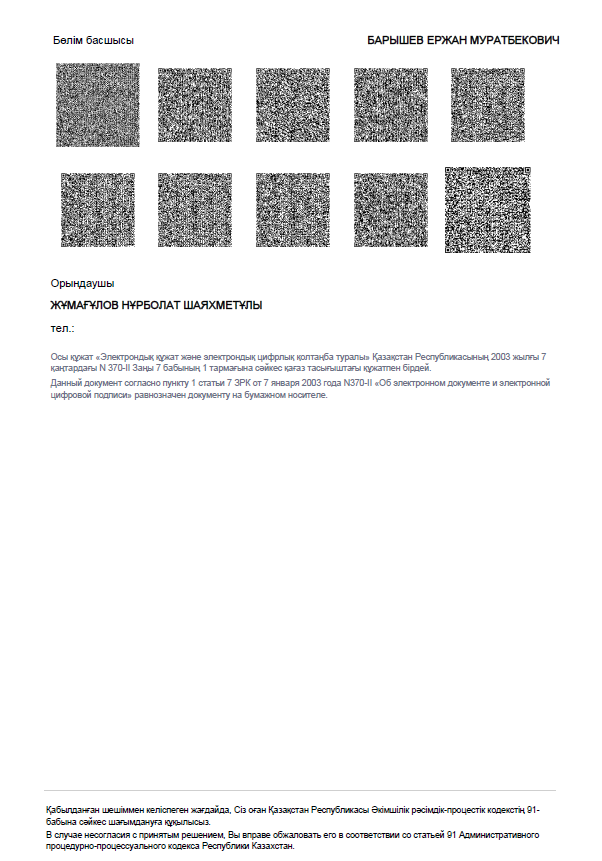 Бөлім басшысы БАРЫШЕВ ЕРЖАН МУРАТБЕКОВИЧ
Орындаушы
ЖҰМАҒҰЛОВ НҰРБОЛАТ ШАЯХМЕТҰЛЫ
тел.:
Осы құжат «Электрондық құжат және электрондық цифрлық қолтаңба туралы» Қазақстан Республикасының 2003 жылғы 7
қаңтардағы N 370-II Заңы 7 бабының 1 тармағына сәйкес қағаз тасығыштағы құжатпен бірдей.
Данный документ согласно пункту 1 статьи 7 ЗРК от 7 января 2003 года N370-II «Об электронном документе и электронной
цифровой подписи» равнозначен документу на бумажном носителе.
Қабылданған шешіммен келіспеген жағдайда, Сіз оған Қазақстан Республикасы Әкімшілік рәсімдік-процестік кодекстің 91-
бабына сәйкес шағымдануға құқылысыз.
В случае несогласия с принятым решением, Вы вправе обжаловать его в соответствии со статьей 91 Административного
процедурно-процессуального кодекса Республики Казахстан.